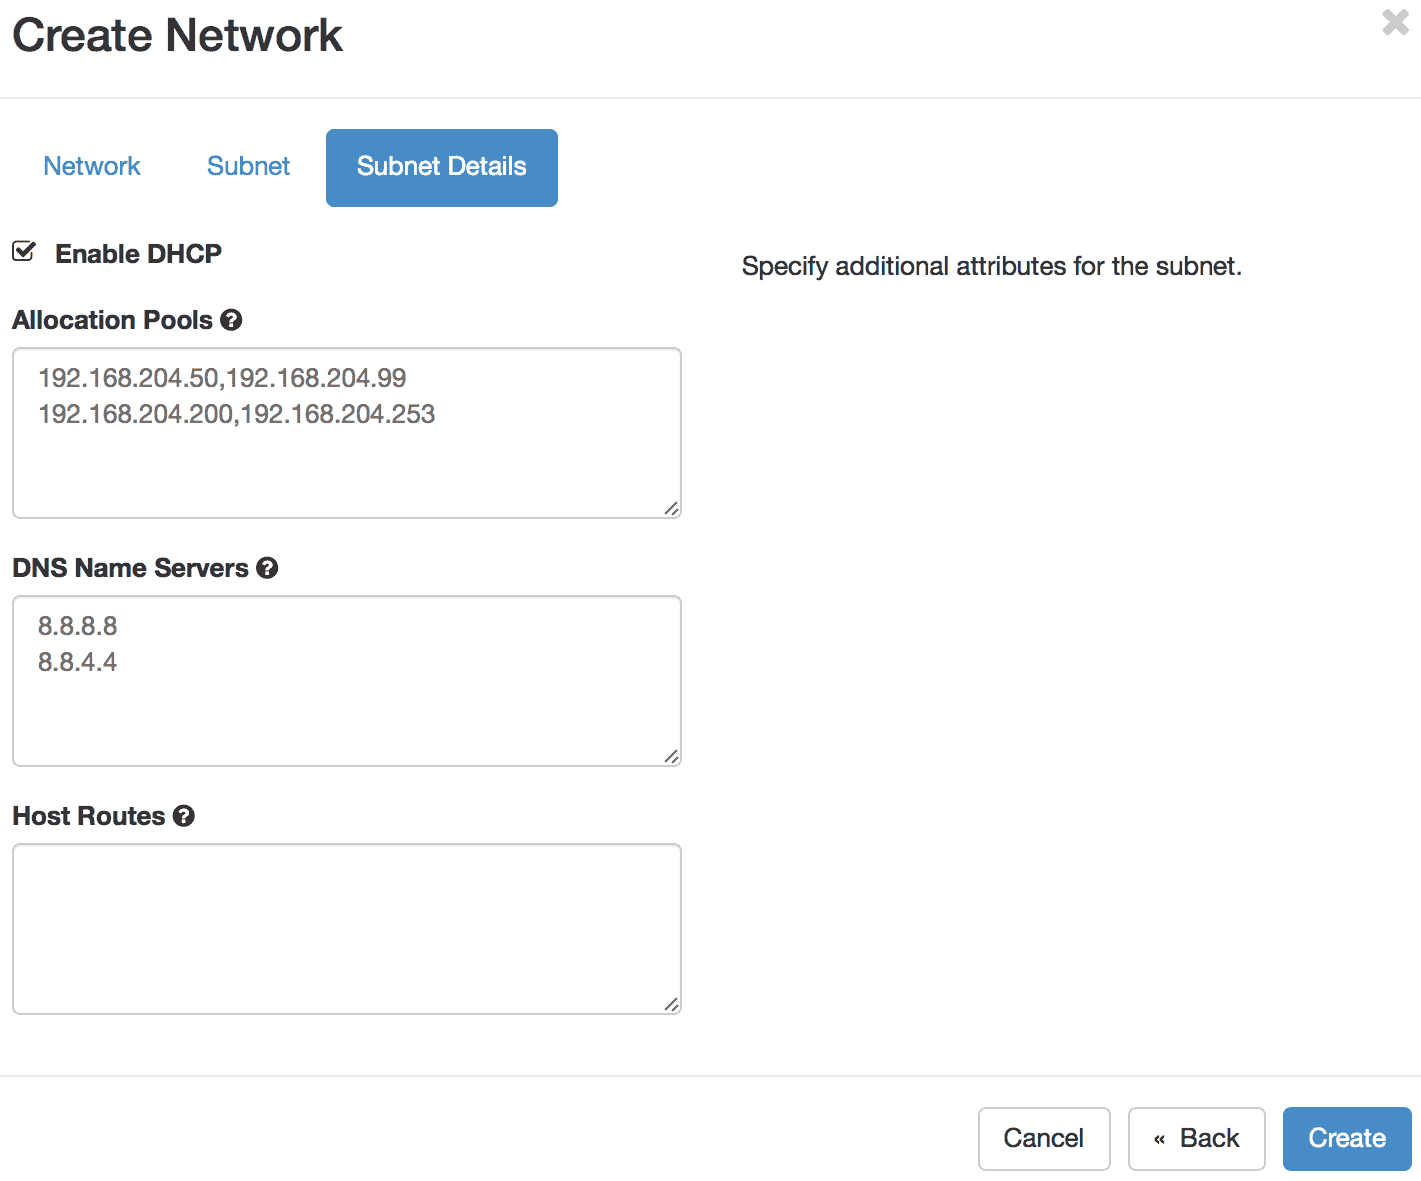 Create Network
Network Subnet Subnet Details
Enable DHCP
Specify additional attributes for the subnet.
Allocation Pools
192.168.204.50,192.168.204.99
192.168.204.200,192.168.204.253
DNS Name Servers
8.8.8.8
8.8.4.4
Host Routes
Cancel « Back Create